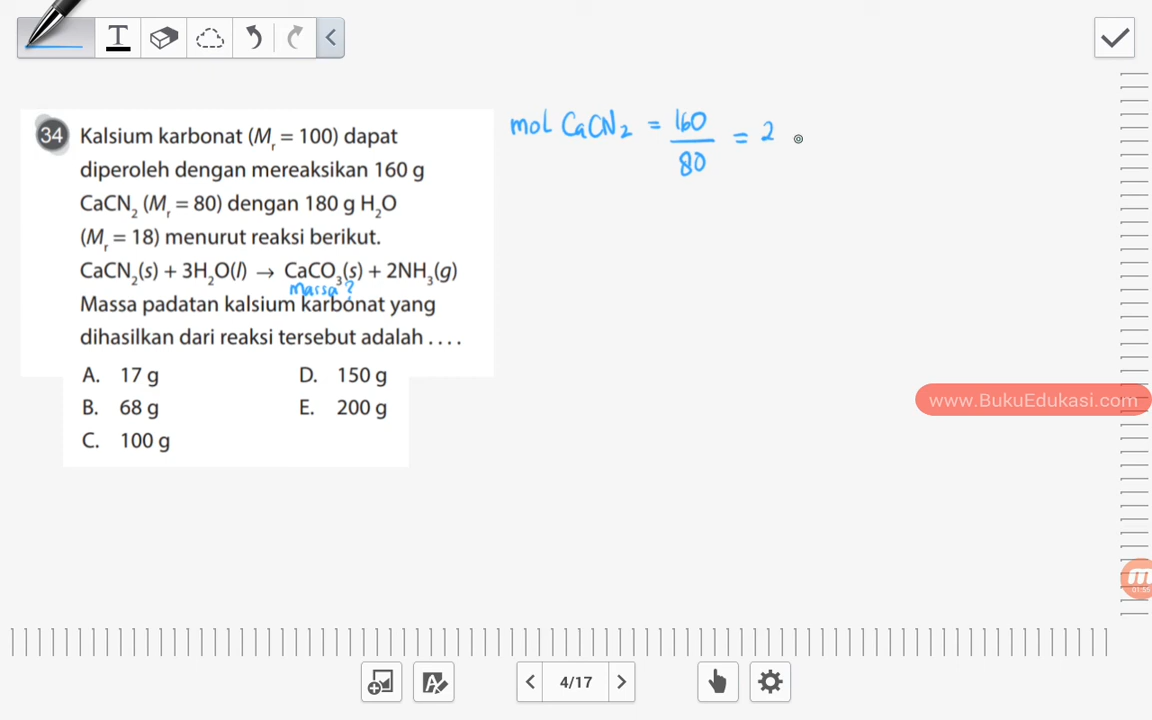 T
34 Kalsium karbonat (Mr = 100) dapat
diperoleh dengan mereaksikan 160 g
CaCN2 (Mr = 80) dengan 180 g H2O
(Mr = 18) menurut reaksi berikut.
CaCN2(s) + 3H2O(l) → CaCO3(s) + 2NH3(g)
massa?
Massa padatan kalsium karbonat yang
dihasilkan dari reaksi tersebut adalah . . . .
A. 17 g D. 150 g
B. 68 g E. 200 g
C. 100 g
mol CaCN2 = 160/80 = 2
www.BukuEdukasi.com
01:55
4/17